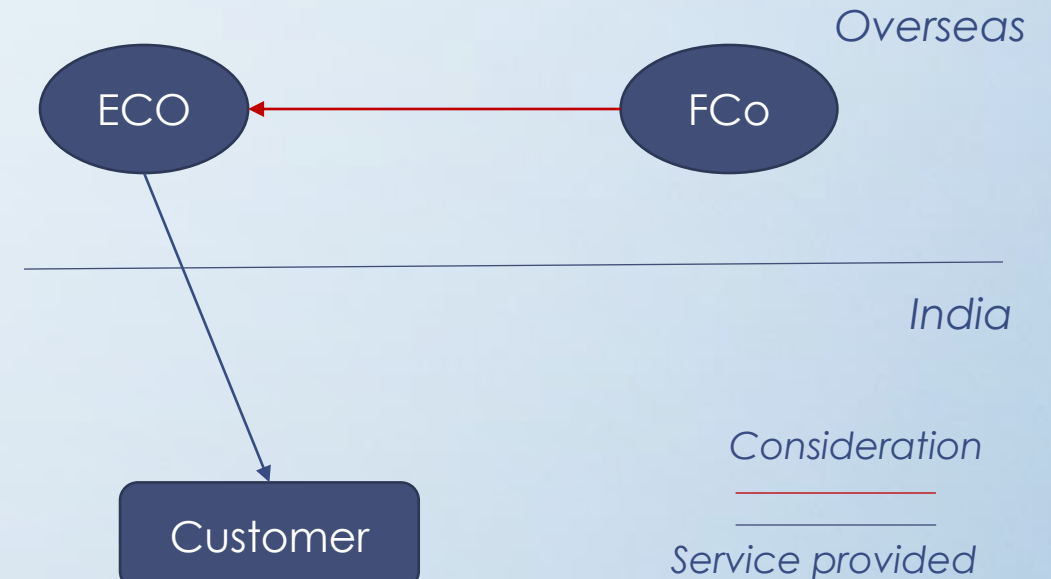 Overseas
ECO
FCo
India
Consideration
Customer
Service provided